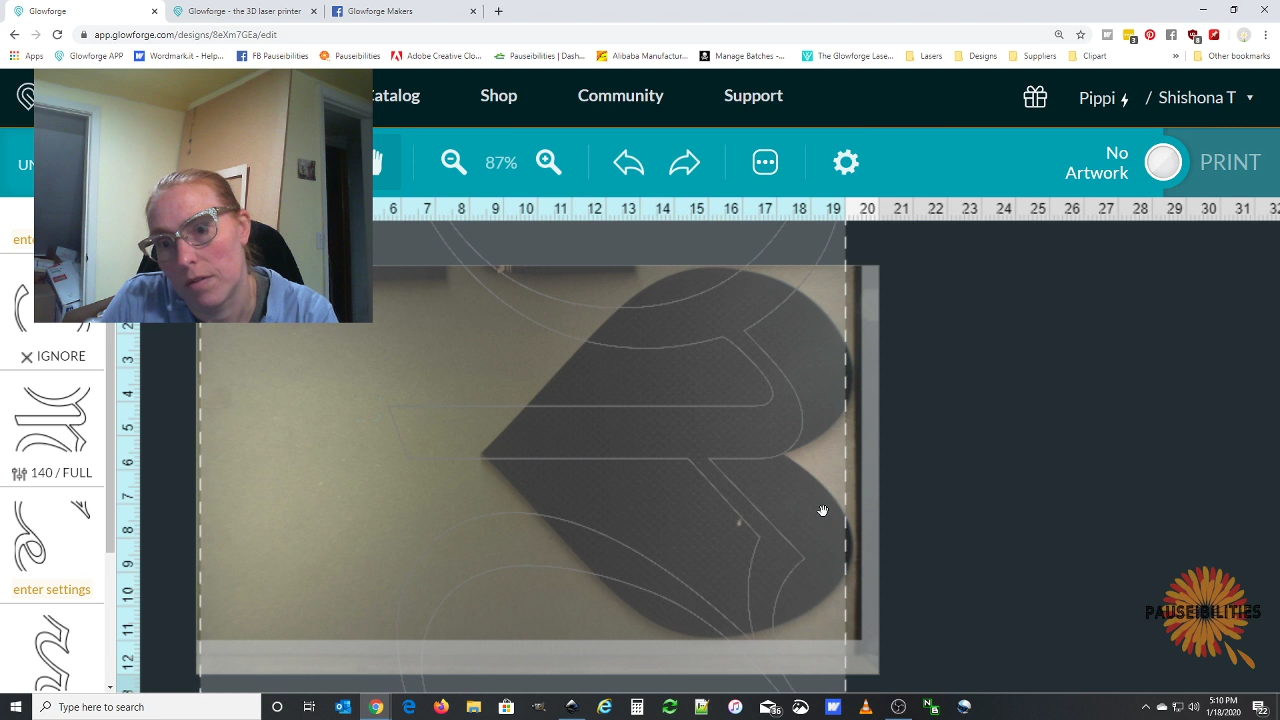 Glowforge
Glowforge - the 3D laser printer
Glowforge Makers
app.glowforge.com/designs/8eXm7GEa/edit
Apps
Glowforge APP
Wordmark.it - Help...
FB Pauseibilities
Pauseibilities
Adobe Creative Clo...
Pauseibilities | Din...
Alibaba Manufactur...
Manage Batches -...
The Glowforge Lase...
Lasers
Designs
Suppliers
Clipart
Catalog
Shop
Community
Support
Pippi
/ Shishona T
87%
No
Artwork
PRINT
6 7 8 9 10 11 12 13 14 15 16 17 18 19 20 21 22 23 24 25 26 27 28 29 30 31
IGNORE
140 / FULL
enter settings
2
3
4
5
6
7
8
9
10
11
12
PAUSEIBILITIES
Type here to search
5:10 PM
1/18/2020